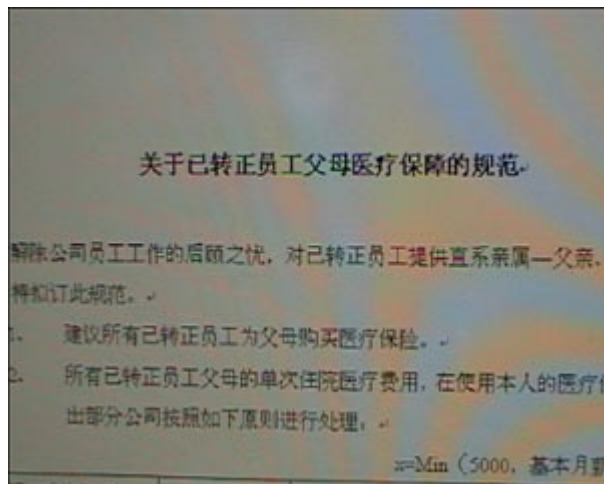 关于已转正员工父母医疗保障的规范
解除公司员工工作的后顾之忧，对已转正员工提供直系亲属—父亲、
特拟订此规范。
1. 建议所有已转正员工为父母购买医疗保险。
2. 所有已转正员工父母的单次住院医疗费用，在使用本人的医疗
出部分公司按照如下原则进行处理：
x=Min（5000，基本月